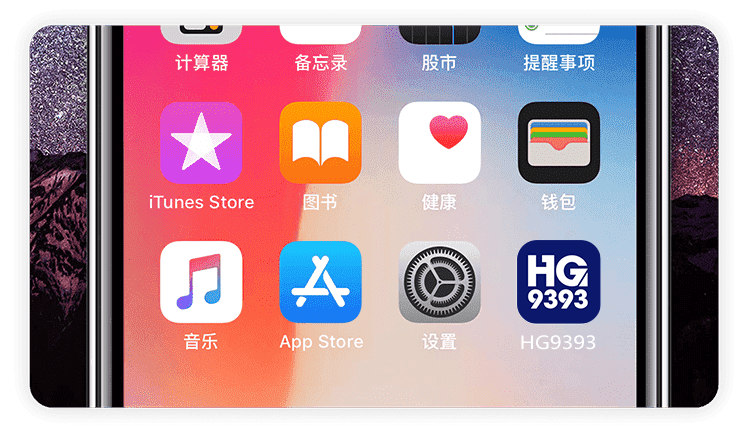 计算器
备忘录
股市
提醒事项
iTunes Store
图书
健康
钱包
HG
9393
音乐
App Store
设置
HG9393